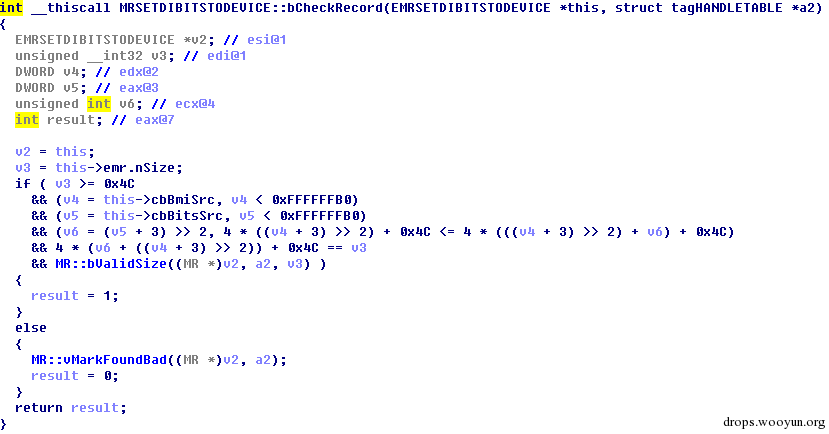 int __thiscall MRSETDIBITSTODEVICE::bCheckRecord(EMRSETDIBITSTODEVICE *this, struct tagHANDLETABLE *a2)
{
  EMRSETDIBITSTODEVICE *v2; // esi@1
  unsigned __int32 v3; // edi@1
  DWORD v4; // edx@2
  DWORD v5; // eax@3
  unsigned int v6; // ecx@4
  int result; // eax@7
  v2 = this;
  v3 = this->emr.nSize;
  if ( v3 >= 0x4C
    && (v4 = this->cbBmiSrc, v4 < 0xFFFFFFB0)
    && (v5 = this->cbBitsSrc, v5 < 0xFFFFFFB0)
    && (v6 = (v5 + 3) >> 2, 4 * ((v4 + 3) >> 2) + 0x4C <= 4 * (((v4 + 3) >> 2) + v6) + 0x4C)
    && 4 * (v6 + ((v4 + 3) >> 2)) + 0x4C == v3
    && MR::bValidSize((MR *)v2, a2, v3) )
  {
    result = 1;
  }
  else
  {
    MR::vMarkFoundBad((MR *)v2, a2);
    result = 0;
  }
  return result;
}
drops.wooyun.org